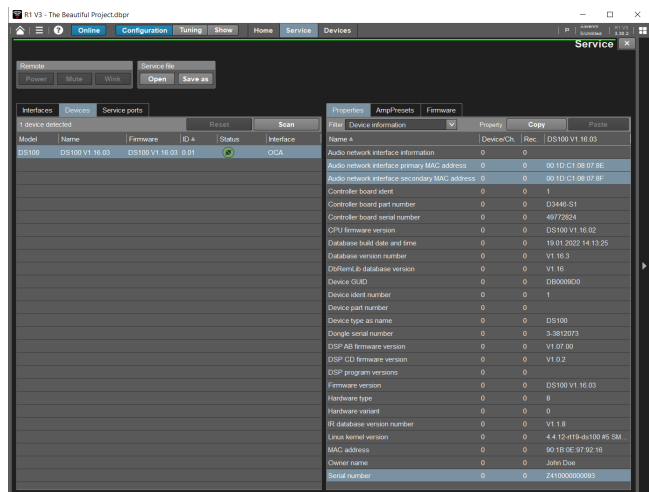 R1 V3 - The Beautiful Project.dbpr
Online Configuration Tuning Show Home Service Devices
Service
Remote Service file
Power Mute Wink Open Save as
Interfaces Devices Service ports Properties AmpPresets Firmware
1 device detected Reset Scan Filter Device information Property Copy Paste
Model Name Firmware ID Status Interface Name Device/Ch. Rec DS100 V1.16.03
DS100 DS100 V1.16.03 DS100 V1.16.03 0.01 OCA
Audio network interface information 0
Audio network interface primary MAC address 0 0 00:1D:C1:08:07:8E
Audio network interface secondary MAC address 0 0 00:1D:C1:08:07:8F
Controller board ident 0 0 1
Controller board part number 0 0 D3446-S1
Controller board serial number 0 0 49772824
CPU firmware version 0 0 DS100 V1.16.02
Database build date and time 0 0 19.01.2022 14:13:25
Database version number 0 0 V1.16.3
DbRemLib database version 0 0 V1.16
Device GUID 0 0 DB0009D0
Device ident number 0 0 1
Device part number 0 0
Device type as name 0 0 DS100
Dongle serial number 0 0 3-3812073
DSP AB firmware version 0 0 V1.07.00
DSP CD firmware version 0 0 V1.0.2
DSP program versions 0 0
Firmware version 0 0 DS100 V1.16.03
Hardware type 0 0 8
Hardware variant 0 0 0
IR database version number 0 0 V1.1.8
Linux kernel version 0 0 4.4.12-rt19-ds100 #5 SM...
MAC address 0 0 90:1B:0E:97:92:16
Owner name 0 0 John Doe
Serial number 0 0 Z410000000093